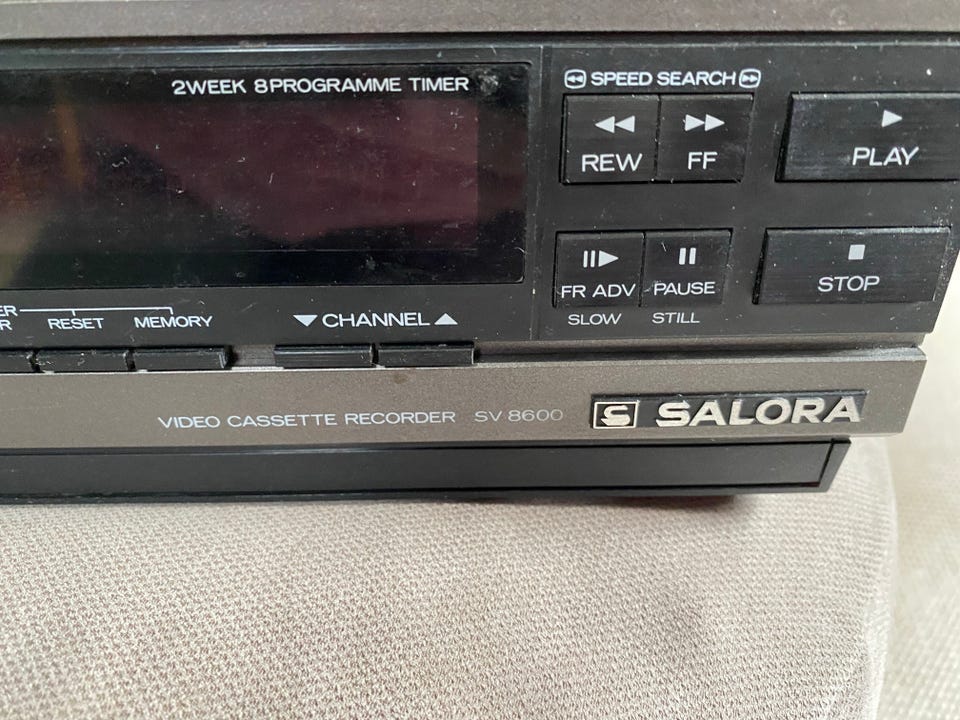 2WEEK 8PROGRAMME TIMER
SPEED SEARCH
REW FF
PLAY
FR ADV PAUSE
STOP
SLOW STILL
RESET MEMORY
CHANNEL
VIDEO CASSETTE RECORDER SV 8600
S SALORA